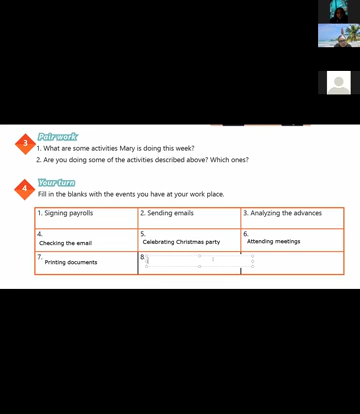 3
Pair work
1. What are some activities Mary is doing this week?
2. Are you doing some of the activities described above? Which ones?
4
Your turn
Fill in the blanks with the events you have at your work place.
1. Signing payrolls
2. Sending emails
3. Analyzing the advances
4.
Checking the email
5.
Celebrating Christmas party
6.
Attending meetings
7.
Printing documents
8.